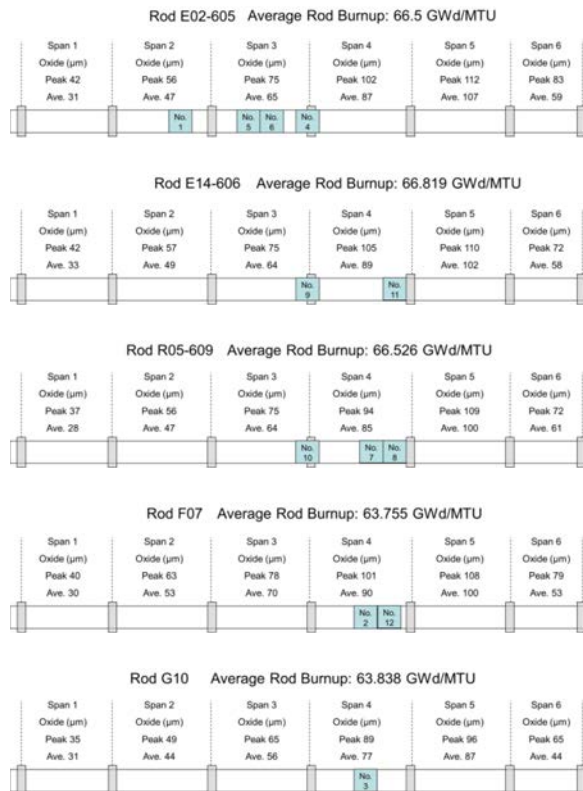 Rod E02-605 Average Rod Burnup: 66.5 GWd/MTU
Span 1 Span 2 Span 3 Span 4 Span 5 Span 6
Oxide (µm) Oxide (µm) Oxide (µm) Oxide (µm) Oxide (µm) Oxide (µm)
Peak 42 Peak 56 Peak 75 Peak 102 Peak 112 Peak 83
Ave. 31 Ave. 47 Ave. 65 Ave. 87 Ave. 107 Ave. 59
No. No. No. No.
1 5 6 4
Rod E14-606 Average Rod Burnup: 66.819 GWd/MTU
Span 1 Span 2 Span 3 Span 4 Span 5 Span 6
Oxide (µm) Oxide (µm) Oxide (µm) Oxide (µm) Oxide (µm) Oxide (µm)
Peak 42 Peak 57 Peak 75 Peak 105 Peak 110 Peak 72
Ave. 33 Ave. 49 Ave. 64 Ave. 89 Ave. 102 Ave. 58
No. No.
9 11
Rod R05-609 Average Rod Burnup: 66.526 GWd/MTU
Span 1 Span 2 Span 3 Span 4 Span 5 Span 6
Oxide (µm) Oxide (µm) Oxide (µm) Oxide (µm) Oxide (µm) Oxide (µm)
Peak 37 Peak 56 Peak 75 Peak 94 Peak 109 Peak 72
Ave. 28 Ave. 47 Ave. 64 Ave. 85 Ave. 100 Ave. 61
No. No. No.
10 7 8
Rod F07 Average Rod Burnup: 63.755 GWd/MTU
Span 1 Span 2 Span 3 Span 4 Span 5 Span 6
Oxide (µm) Oxide (µm) Oxide (µm) Oxide (µm) Oxide (µm) Oxide (µm)
Peak 40 Peak 63 Peak 78 Peak 101 Peak 108 Peak 79
Ave. 30 Ave. 53 Ave. 70 Ave. 90 Ave. 100 Ave. 53
No. No.
2 12
Rod G10 Average Rod Burnup: 63.838 GWd/MTU
Span 1 Span 2 Span 3 Span 4 Span 5 Span 6
Oxide (µm) Oxide (µm) Oxide (µm) Oxide (µm) Oxide (µm) Oxide (µm)
Peak 35 Peak 49 Peak 65 Peak 89 Peak 96 Peak 65
Ave. 31 Ave. 44 Ave. 56 Ave. 77 Ave. 87 Ave. 44
No.
3